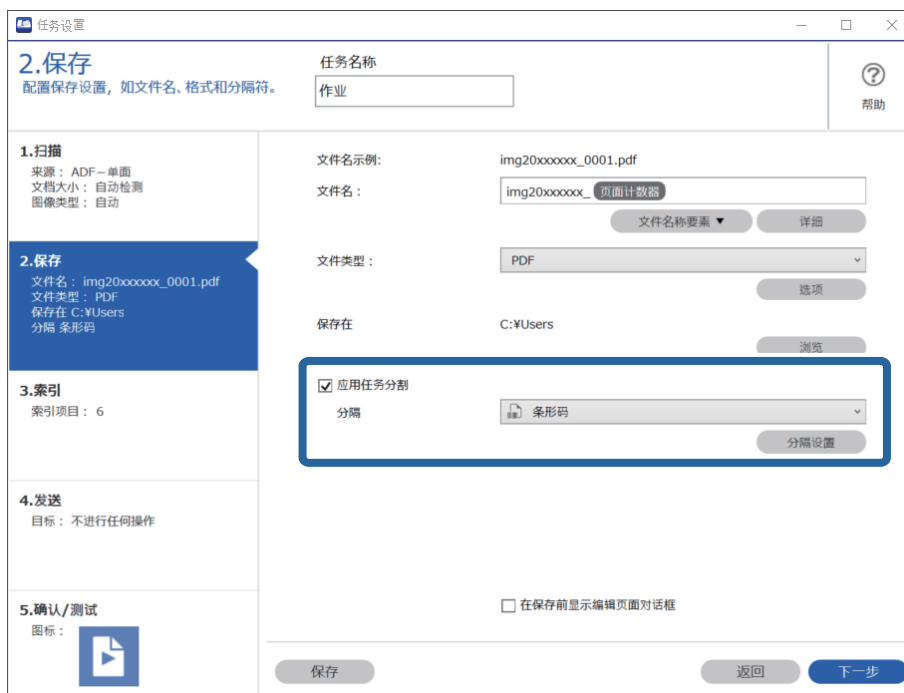 任务设置
2.保存
配置保存设置，如文件名、格式和分隔符。
任务名称
作业
帮助
1.扫描
来源： ADF－单面
文档大小： 自动检测
图像类型： 自动
2.保存
文件名： img20xxxxxx_0001.pdf
文件类型： PDF
保存在 C:¥Users
分隔 条形码
3.索引
索引项目： 6
4.发送
目标： 不进行任何操作
5.确认/测试
图标：
文件名示例: img20xxxxxx_0001.pdf
文件名： img20xxxxxx_ 页面计数器
文件名称要素 ▼ 详细
文件类型： PDF
选项
保存在 C:¥Users
浏览
应用任务分割
分隔 条形码
分隔设置
在保存前显示编辑页面对话框
保存 返回 下一步